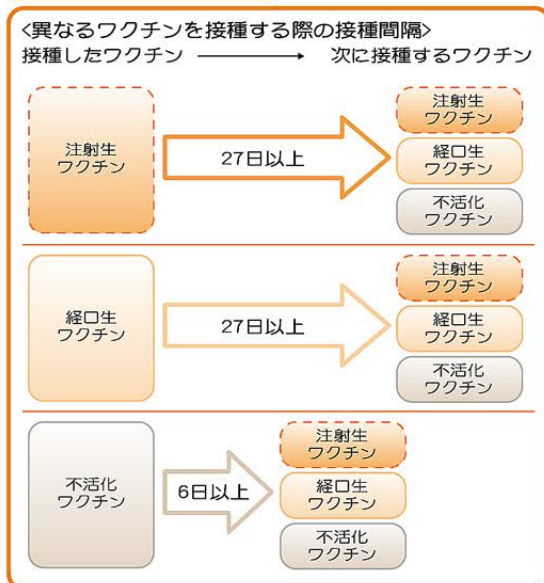 <異なるワクチンを接種する際の接種間隔>
接種したワクチン → 次に接種するワクチン
注射生
ワクチン
27日以上
注射生
ワクチン
経口生
ワクチン
不活化
ワクチン
経口生
ワクチン
27日以上
注射生
ワクチン
経口生
ワクチン
不活化
ワクチン
不活化
ワクチン
6日以上
注射生
ワクチン
経口生
ワクチン
不活化
ワクチン